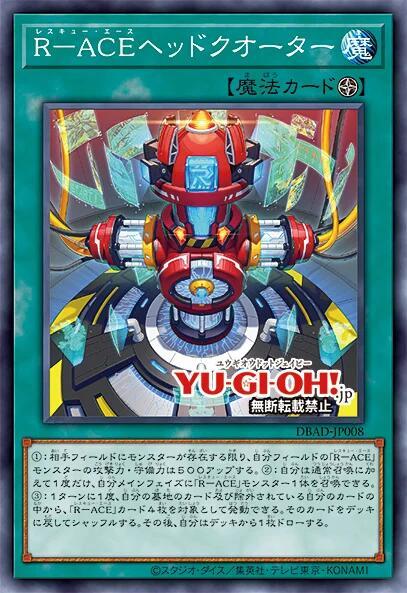 レスキュー・エース
R－ACEヘッドクオーター
魔
【魔法カード】
まほう
R
ユウギオウドットジェイピー
YU-GI-OH!.jp
無断転載禁止
DBAD-JP008
①：相手フィールドにモンスターが存在する限り、自分フィールドの「R－ACE」
モンスターの攻撃力・守備力は５００アップする。②：自分は通常召喚に加
えて１度だけ、自分メインフェイズに「R－ACE」モンスター１体を召喚できる。
③：１ターンに１度、自分の墓地のカード及び除外されている自分のカードの
中から、「R－ACE」カード４枚を対象として発動できる。そのカードをデッキ
に戻してシャッフルする。その後、自分はデッキから１枚ドローする。
©スタジオ・ダイス／集英社・テレビ東京・KONAMI